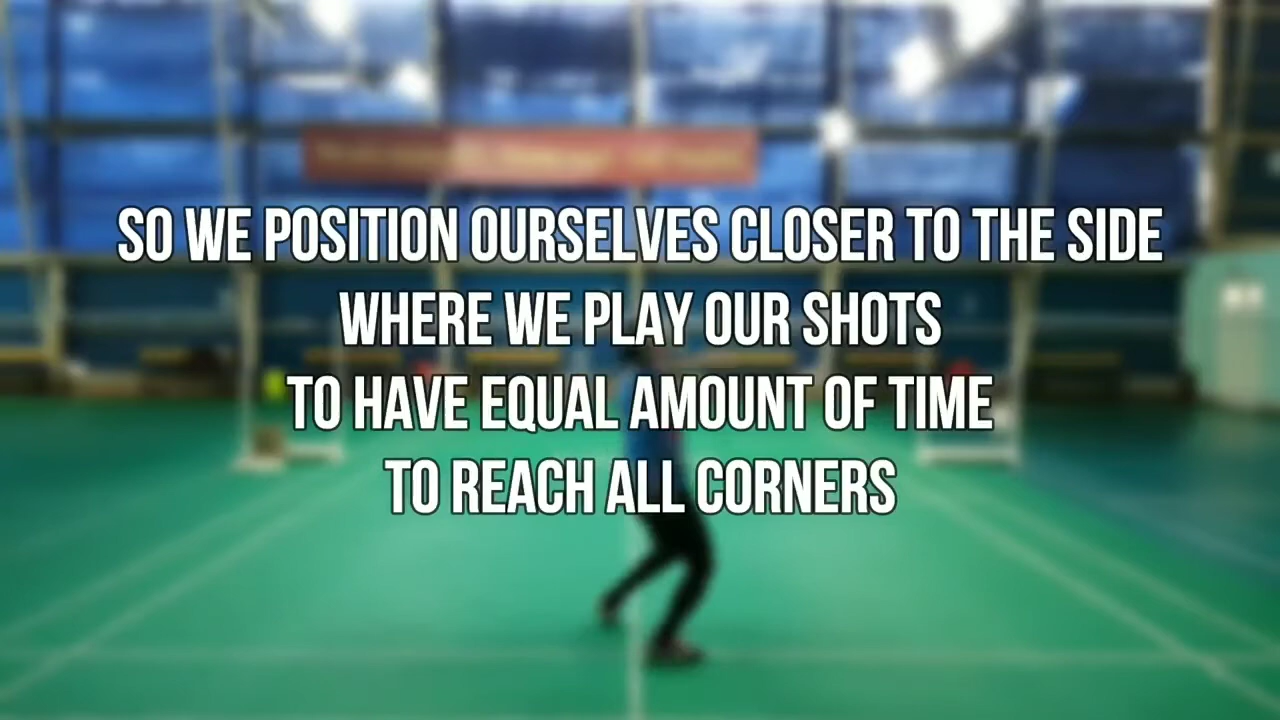 SO WE POSITION OURSELVES CLOSER TO THE SIDE
WHERE WE PLAY OUR SHOTS
TO HAVE EQUAL AMOUNT OF TIME
TO REACH ALL CORNERS